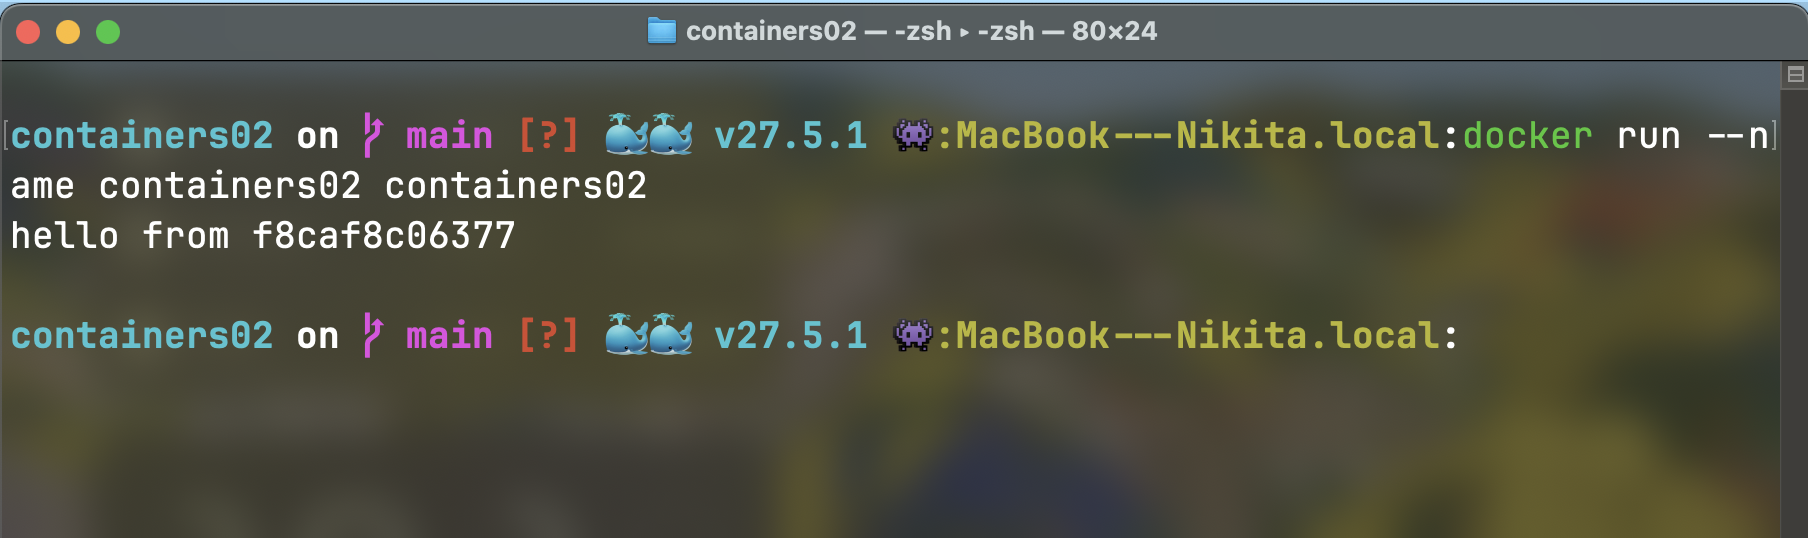 containers02 — -zsh ▸ -zsh — 80×24
containers02 on main [?] 🐳🐳 v27.5.1 👾:MacBook---Nikita.local:docker run --n
ame containers02 containers02
hello from f8caf8c06377
containers02 on main [?] 🐳🐳 v27.5.1 👾:MacBook---Nikita.local: